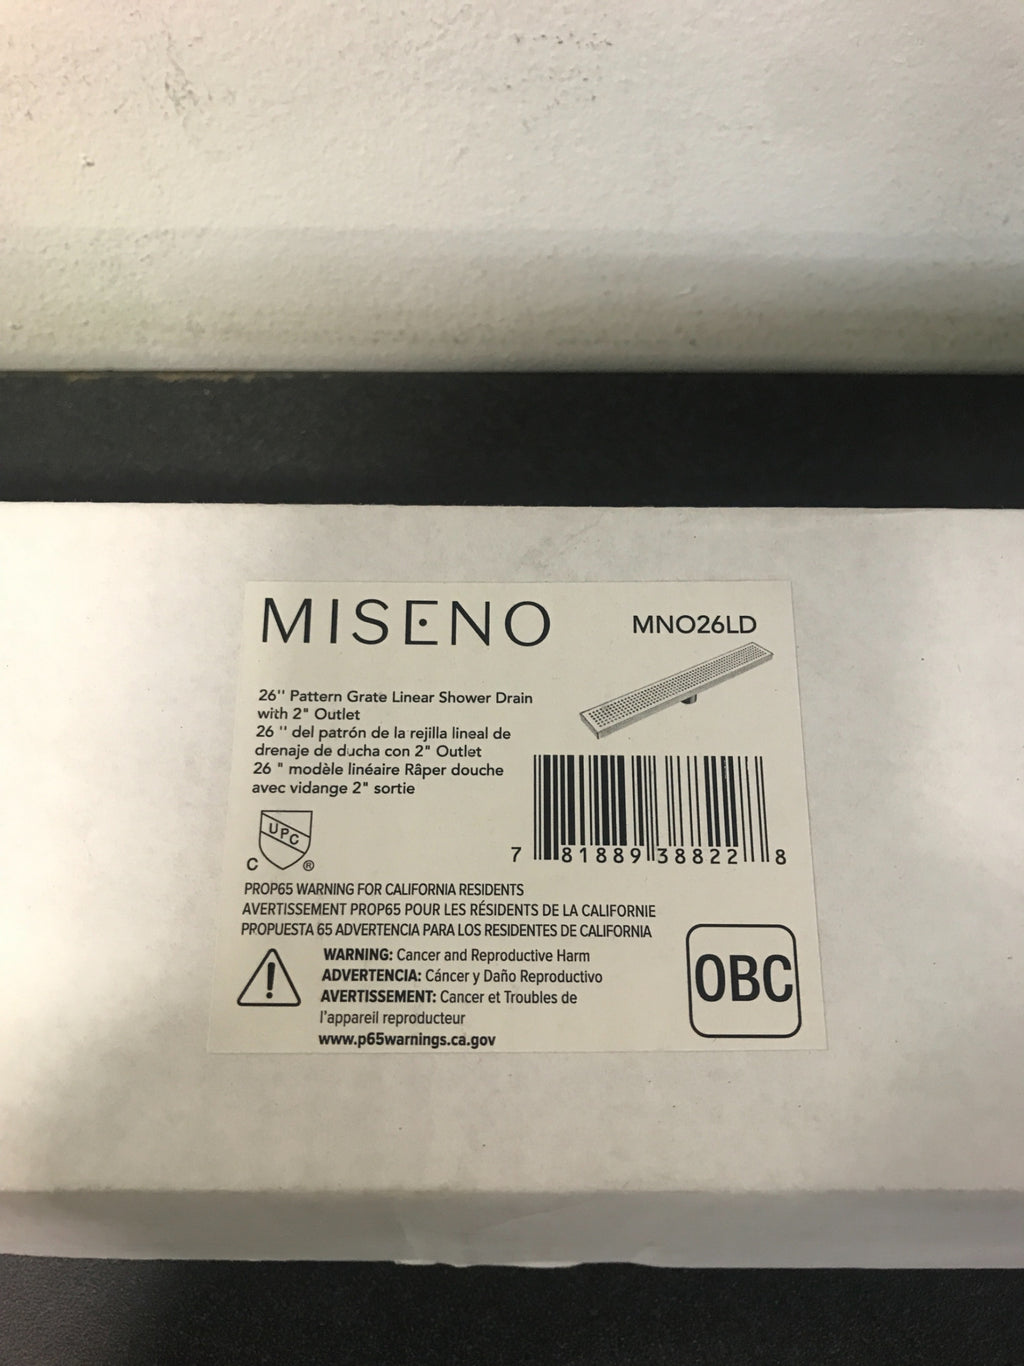 MISENO
MNO26LD
26'' Pattern Grate Linear Shower Drain
with 2" Outlet
26 '' del patrón de la rejilla lineal de
drenaje de ducha con 2" Outlet
26 " modèle linéaire Râper douche
avec vidange 2" sortie
7 81889 38822 8
UPC
C ®
PROP65 WARNING FOR CALIFORNIA RESIDENTS
AVERTISSEMENT PROP65 POUR LES RÉSIDENTS DE LA CALIFORNIE
PROPUESTA 65 ADVERTENCIA PARA LOS RESIDENTES DE CALIFORNIA
! WARNING: Cancer and Reproductive Harm
ADVERTENCIA: Cáncer y Daño Reproductivo
AVERTISSEMENT: Cancer et Troubles de
l'appareil reproducteur
www.p65warnings.ca.gov
OBC